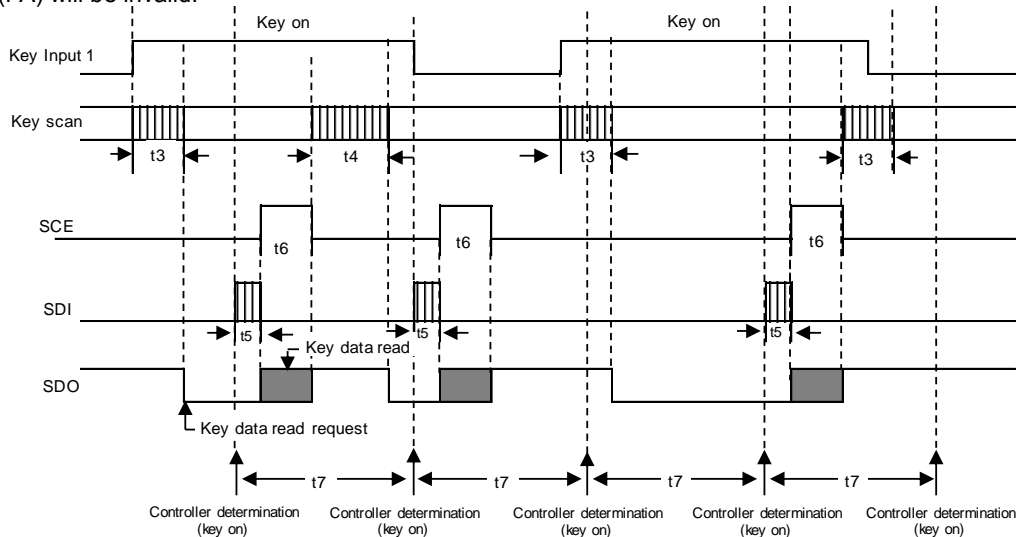 (PA) will be invalid.
Key on Key on
Key Input 1
Key scan
t3 t4 t3 t3
SCE
t6 t6 t6
SDI
t5 t5 t5
Key data read
SDO
Key data read request
t7 t7 t7 t7
Controller determination Controller determination Controller determination Controller determination Controller determination
(key on) (key on) (key on) (key on) (key on)